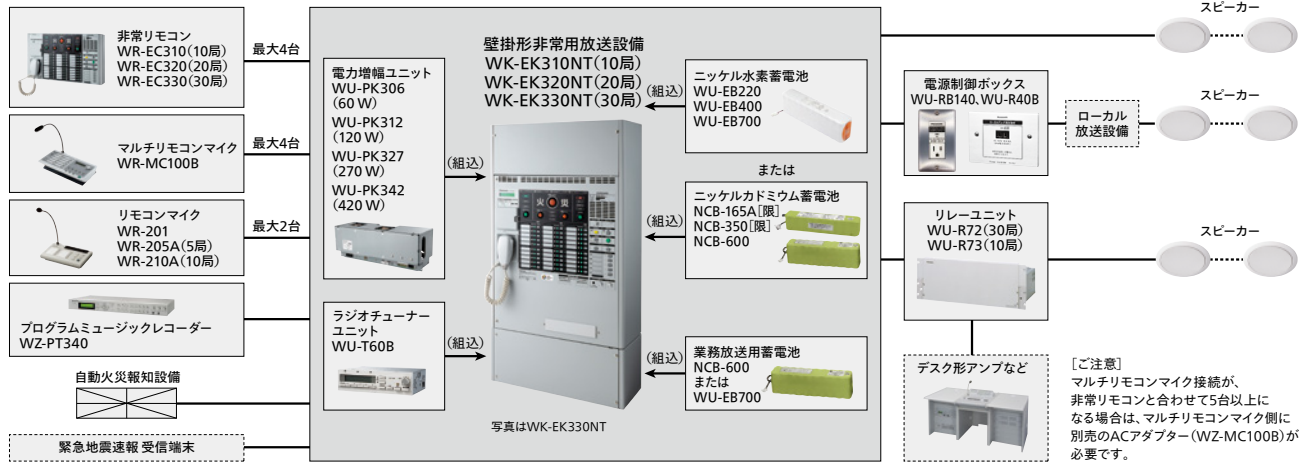 非常リモコン
WR-EC310(10局)
WR-EC320(20局)
WR-EC330(30局)
最大4台
マルチリモコンマイク
WR-MC100B
最大4台
リモコンマイク
WR-201
WR-205A(5局)
WR-210A(10局)
最大2台
プログラムミュージックレコーダー
WZ-PT340
自動火災報知設備
緊急地震速報 受信端末
電力増幅ユニット
WU-PK306
(60 W)
WU-PK312
(120 W)
WU-PK327
(270 W)
WU-PK342
(420 W)
(組込)
ラジオチューナー
ユニット
WU-T60B
(組込)
壁掛形非常用放送設備
WK-EK310NT(10局)
WK-EK320NT(20局)
WK-EK330NT(30局)
火災
写真はWK-EK330NT
(組込)
ニッケル水素蓄電池
WU-EB220
WU-EB400
WU-EB700
または
(組込)
ニッケルカドミウム蓄電池
NCB-165A[限]
NCB-350[限]
NCB-600
(組込)
業務放送用蓄電池
NCB-600
または
WU-EB700
スピーカー
電源制御ボックス
WU-RB140、WU-R40B
ローカル
放送設備
スピーカー
リレーユニット
WU-R72(30局)
WU-R73(10局)
スピーカー
デスク形アンプなど
[ご注意]
マルチリモコンマイク接続が、
非常リモコンと合わせて5台以上に
なる場合は、マルチリモコンマイク側に
別売のACアダプター(WZ-MC100B)が
必要です。